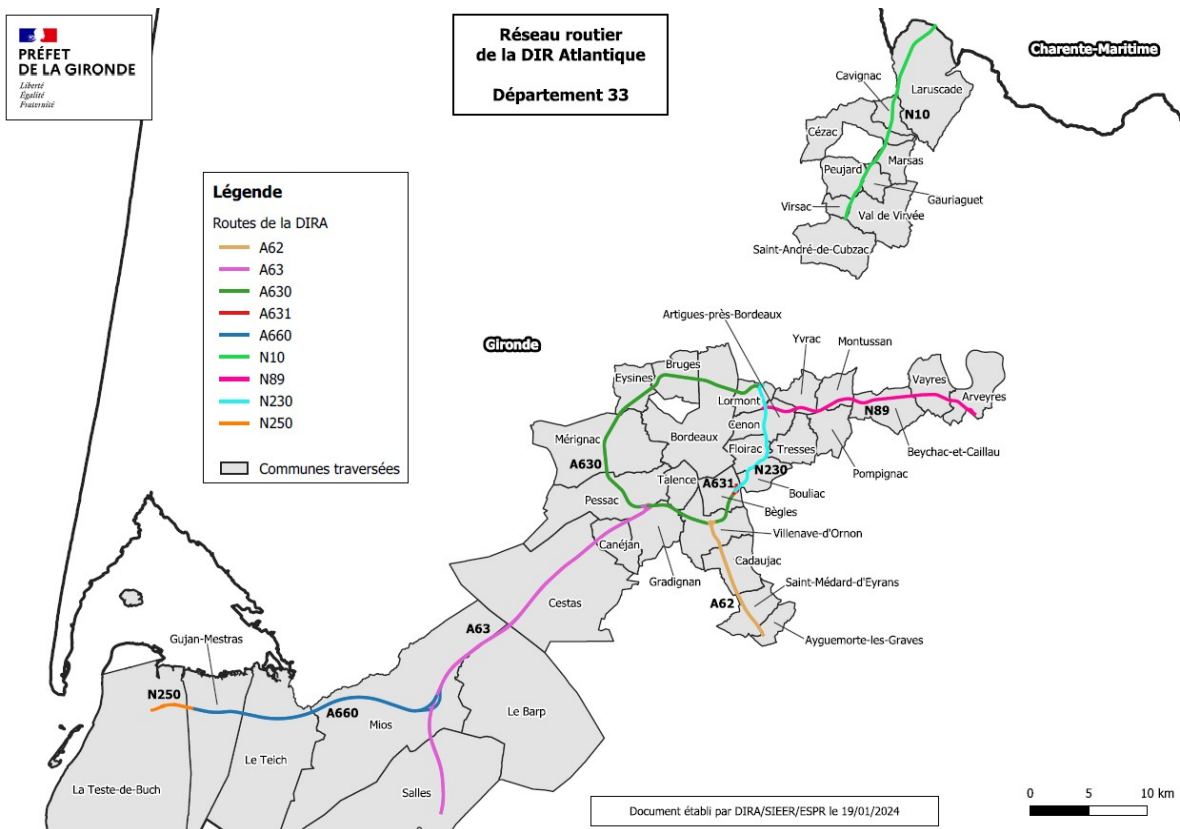 PRÉFET
DE LA GIRONDE
Liberté
Égalité
Fraternité
Réseau routier
de la DIR Atlantique
Département 33
Charente-Maritime
Cavignac
Laruscade
N10
Cézac
Marsas
Peujard
Gauriaguet
Virsac
Val de Virvée
Saint-André-de-Cubzac
Légende
Routes de la DIRA
A62
A63
A630
A631
A660
N10
N89
N230
N250
Communes traversées
Gironde
Artigues-près-Bordeaux
Yvrac
Montussan
Bruges
Eysines
Vayres
Lormont
Arveyres
N89
Cenon
Mérignac
Bordeaux
Floirac
Tresses
Beychac-et-Caillau
A630
N230
Pompignac
Talence
A631
Bouliac
Pessac
Bègles
Villenave-d'Ornon
Canéjan
Cadaujac
Gradignan
Saint-Médard-d'Eyrans
Cestas
A62
A63
Ayguemorte-les-Graves
Gujan-Mestras
N250
A660
Mios
Le Barp
Le Teich
La Teste-de-Buch
Salles
Document établi par DIRA/SIEER/ESPR le 19/01/2024
0 5 10 km